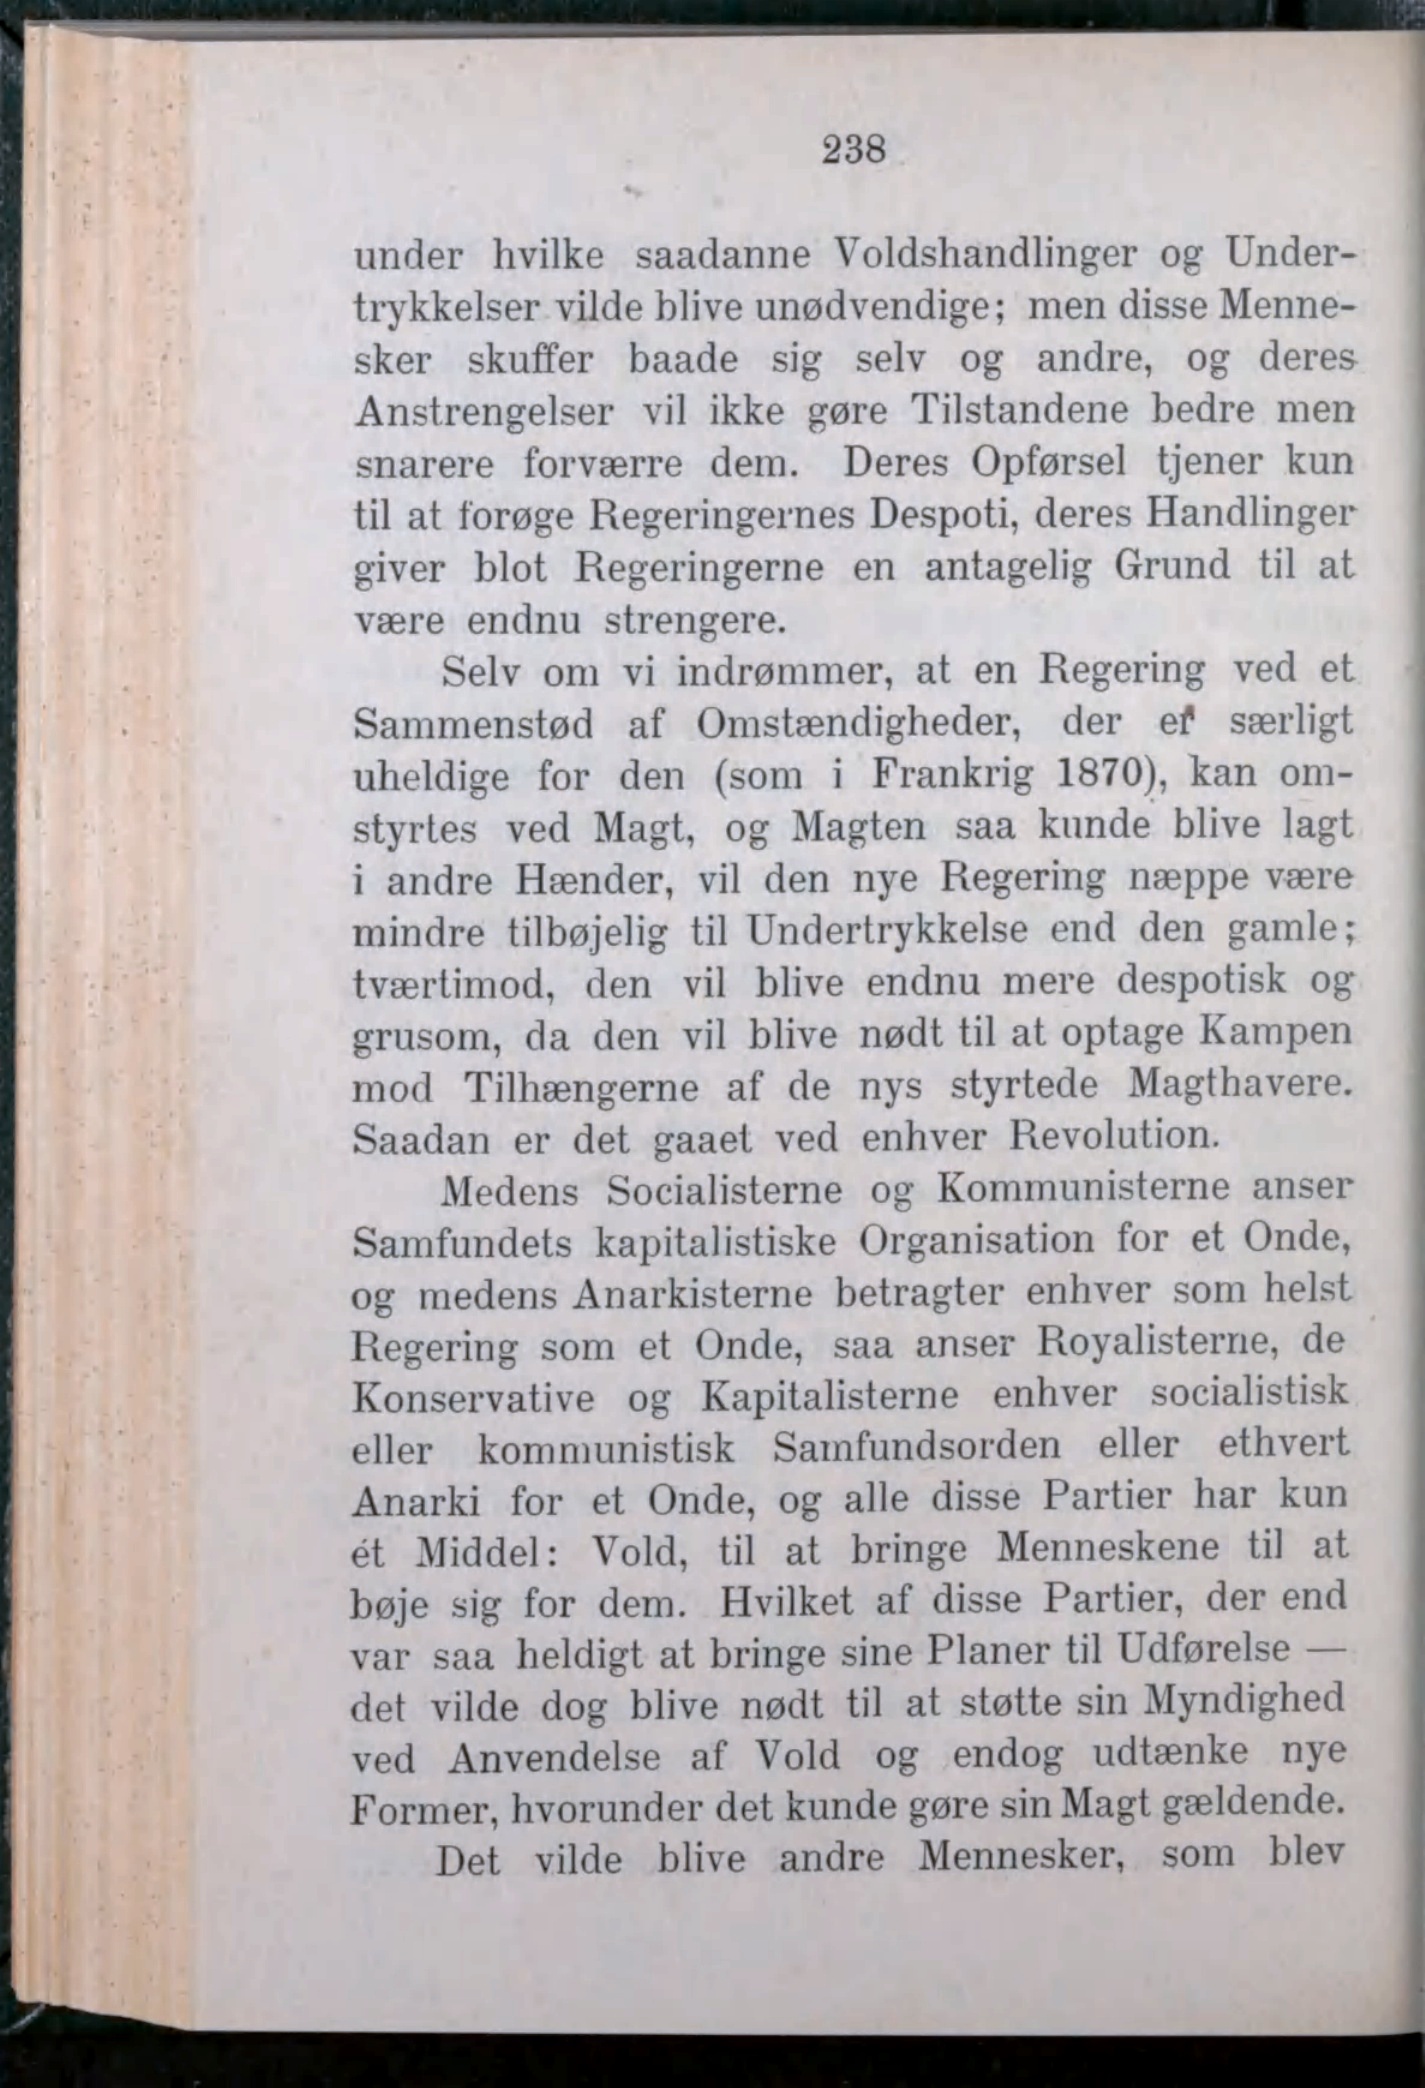 238
under hvilke saadanne Voldshandlinger og Under-
trykkelser vilde blive unødvendige; men disse Menne-
sker skuffer baade sig selv og andre, og deres
Anstrengelser vil ikke gøre Tilstandene bedre men
snarere forværre dem. Deres Opførsel tjener kun
til at forøge Regeringernes Despoti, deres Handlinger
giver blot Regeringerne en antagelig Grund til at
være endnu strengere.
Selv om vi indrømmer, at en Regering ved et
Sammenstød af Omstændigheder, der er særligt
uheldige for den (som i Frankrig 1870), kan om-
styrtes ved Magt, og Magten saa kunde blive lagt
i andre Hænder, vil den nye Regering næppe være
mindre tilbøjelig til Undertrykkelse end den gamle;
tværtimod, den vil blive endnu mere despotisk og
grusom, da den vil blive nødt til at optage Kampen
mod Tilhængerne af de nys styrtede Magthavere.
Saadan er det gaaet ved enhver Revolution.
Medens Socialisterne og Kommunisterne anser
Samfundets kapitalistiske Organisation for et Onde,
og medens Anarkisterne betragter enhver som helst
Regering som et Onde, saa anser Royalisterne, de
Konservative og Kapitalisterne enhver socialistisk
eller kommunistisk Samfundsorden eller ethvert
Anarki for et Onde, og alle disse Partier har kun
ét Middel: Vold, til at bringe Menneskene til at
bøje sig for dem. Hvilket af disse Partier, der end
var saa heldigt at bringe sine Planer til Udførelse —
det vilde dog blive nødt til at støtte sin Myndighed
ved Anvendelse af Vold og endog udtænke nye
Former, hvorunder det kunde gøre sin Magt gældende.
Det vilde blive andre Mennesker, som blev